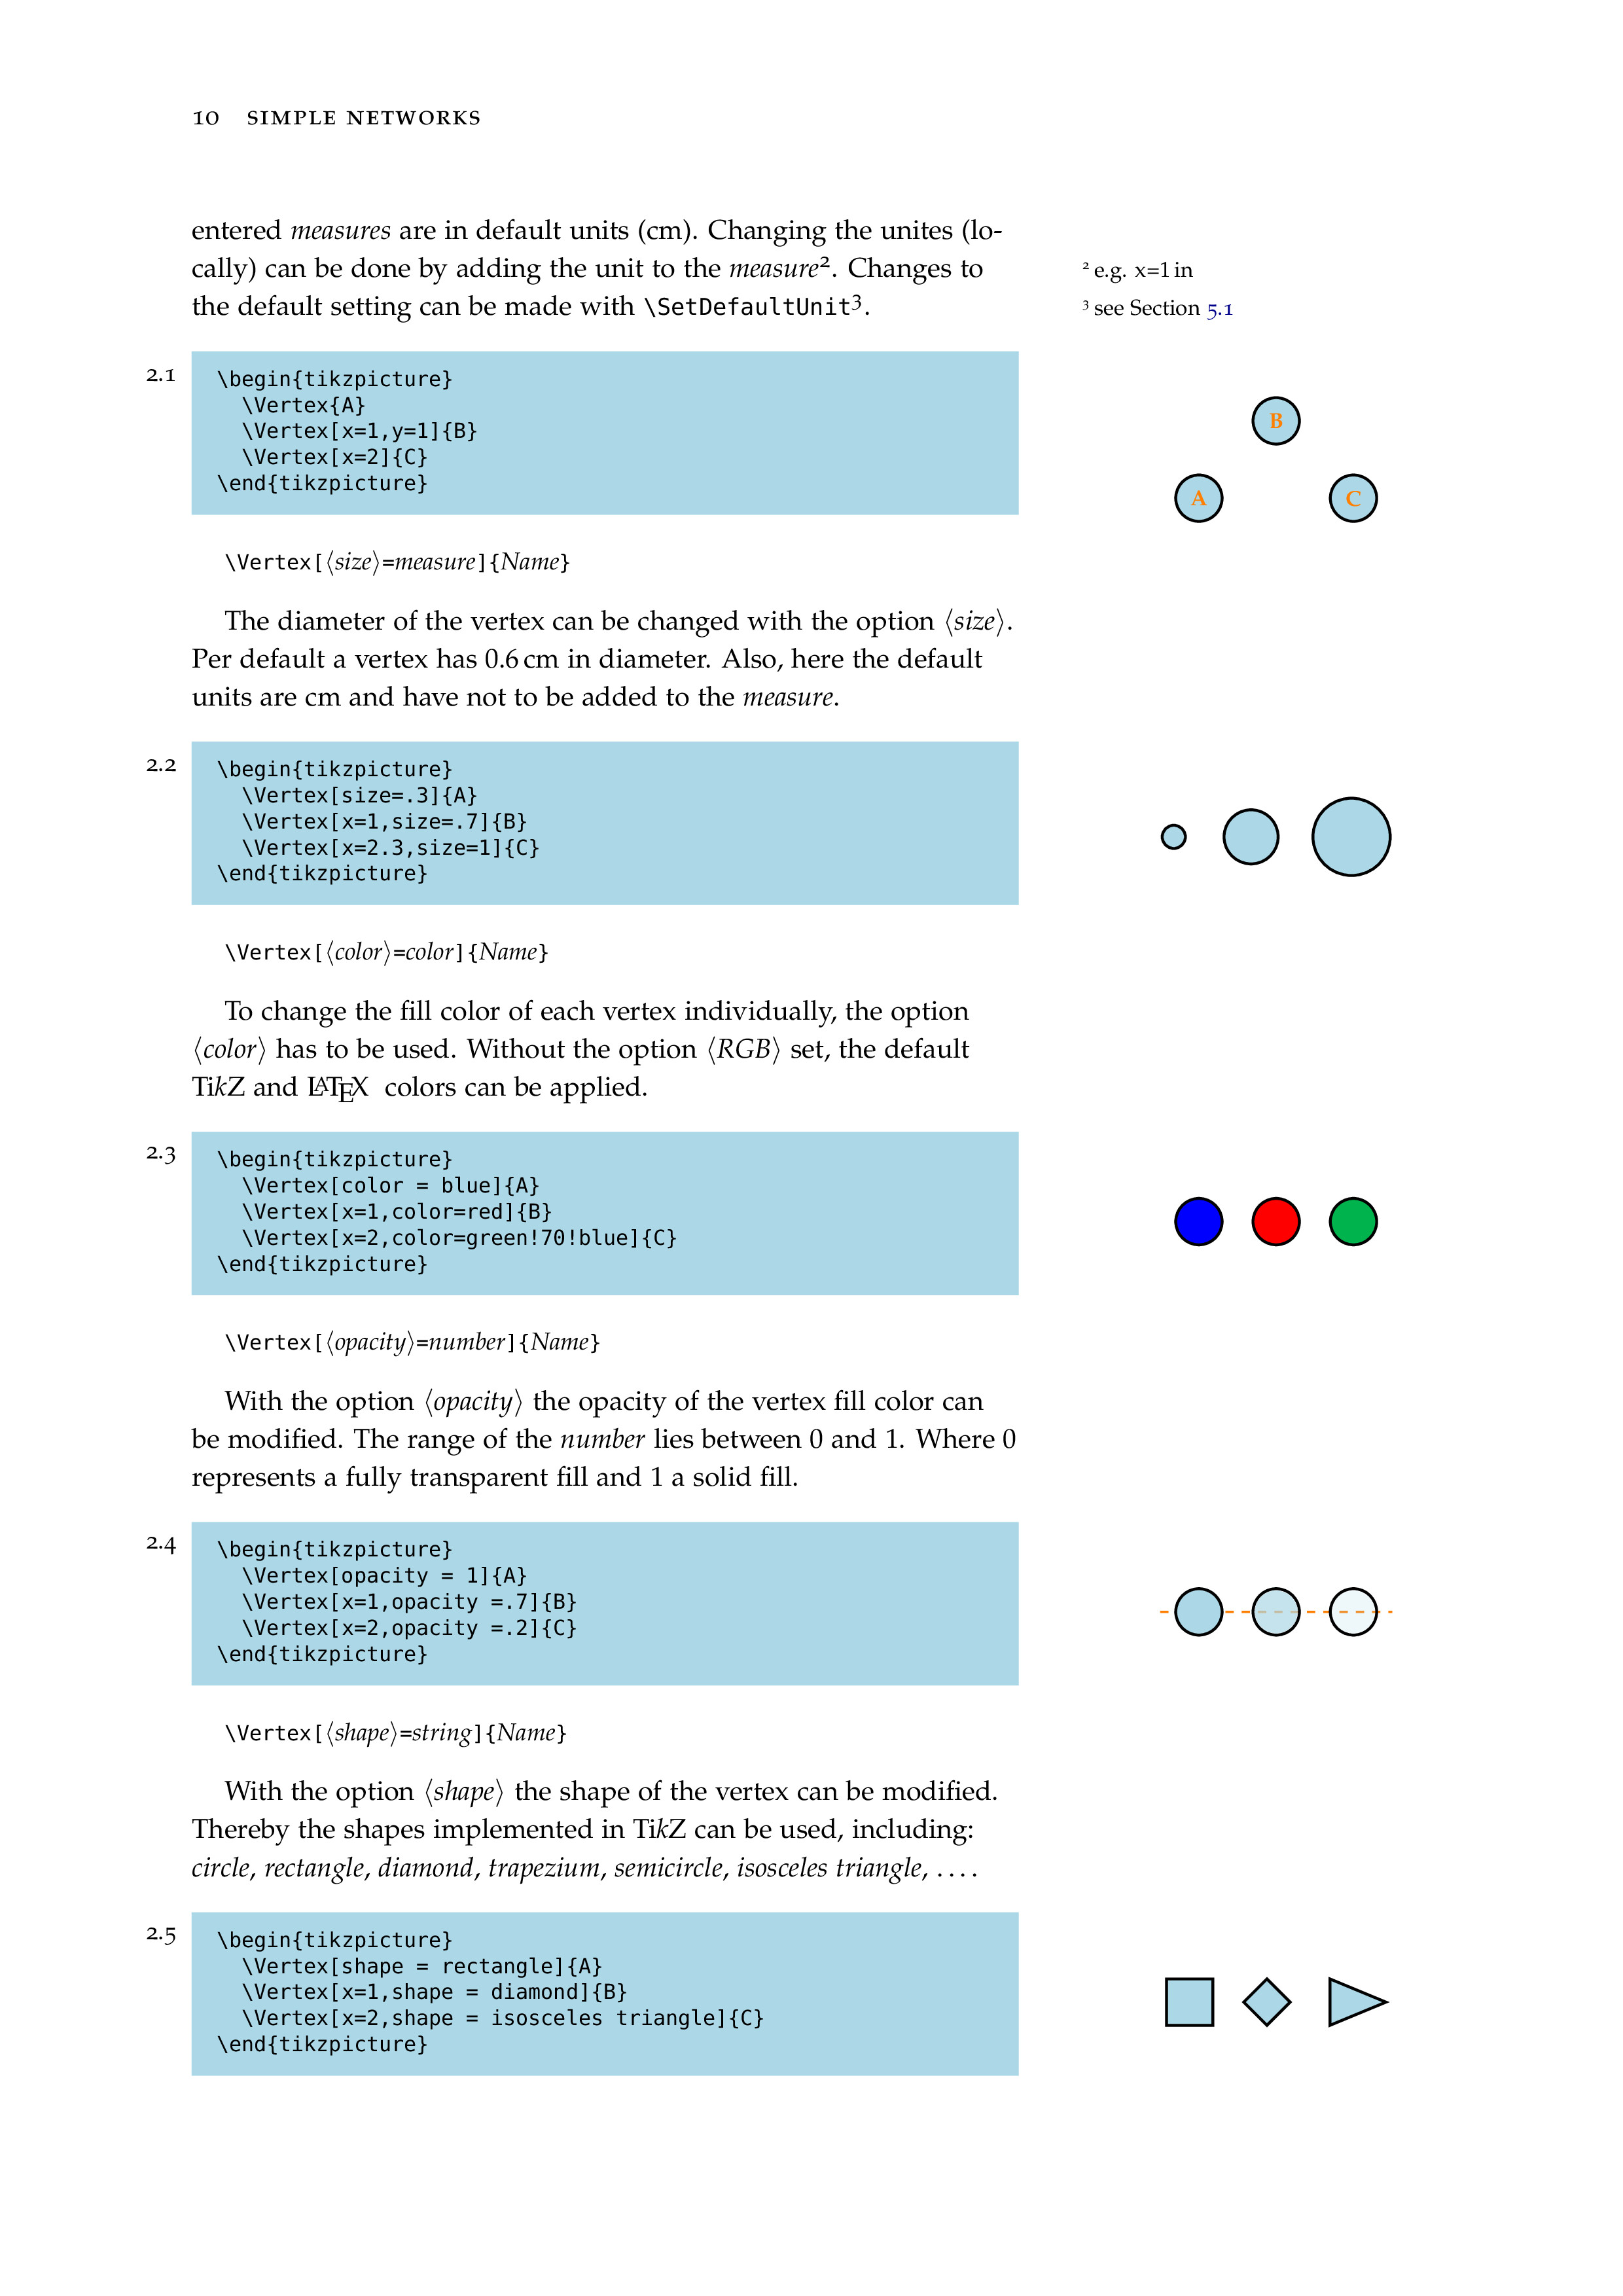 10 SIMPLE NETWORKS
entered measures are in default units (cm). Changing the unites (lo-
cally) can be done by adding the unit to the measure². Changes to
the default setting can be made with \SetDefaultUnit³.
² e.g. x=1 in
³ see Section 5.1
2.1
\begin{tikzpicture}
  \Vertex{A}
  \Vertex[x=1,y=1]{B}
  \Vertex[x=2]{C}
\end{tikzpicture}
B
A C
\Vertex[⟨size⟩=measure]{Name}
The diameter of the vertex can be changed with the option ⟨size⟩.
Per default a vertex has 0.6 cm in diameter. Also, here the default
units are cm and have not to be added to the measure.
2.2
\begin{tikzpicture}
  \Vertex[size=.3]{A}
  \Vertex[x=1,size=.7]{B}
  \Vertex[x=2.3,size=1]{C}
\end{tikzpicture}
\Vertex[⟨color⟩=color]{Name}
To change the fill color of each vertex individually, the option
⟨color⟩ has to be used. Without the option ⟨RGB⟩ set, the default
TikZ and LATEX colors can be applied.
2.3
\begin{tikzpicture}
  \Vertex[color = blue]{A}
  \Vertex[x=1,color=red]{B}
  \Vertex[x=2,color=green!70!blue]{C}
\end{tikzpicture}
\Vertex[⟨opacity⟩=number]{Name}
With the option ⟨opacity⟩ the opacity of the vertex fill color can
be modified. The range of the number lies between 0 and 1. Where 0
represents a fully transparent fill and 1 a solid fill.
2.4
\begin{tikzpicture}
  \Vertex[opacity = 1]{A}
  \Vertex[x=1,opacity =.7]{B}
  \Vertex[x=2,opacity =.2]{C}
\end{tikzpicture}
\Vertex[⟨shape⟩=string]{Name}
With the option ⟨shape⟩ the shape of the vertex can be modified.
Thereby the shapes implemented in TikZ can be used, including:
circle, rectangle, diamond, trapezium, semicircle, isosceles triangle, . . . .
2.5
\begin{tikzpicture}
  \Vertex[shape = rectangle]{A}
  \Vertex[x=1,shape = diamond]{B}
  \Vertex[x=2,shape = isosceles triangle]{C}
\end{tikzpicture}